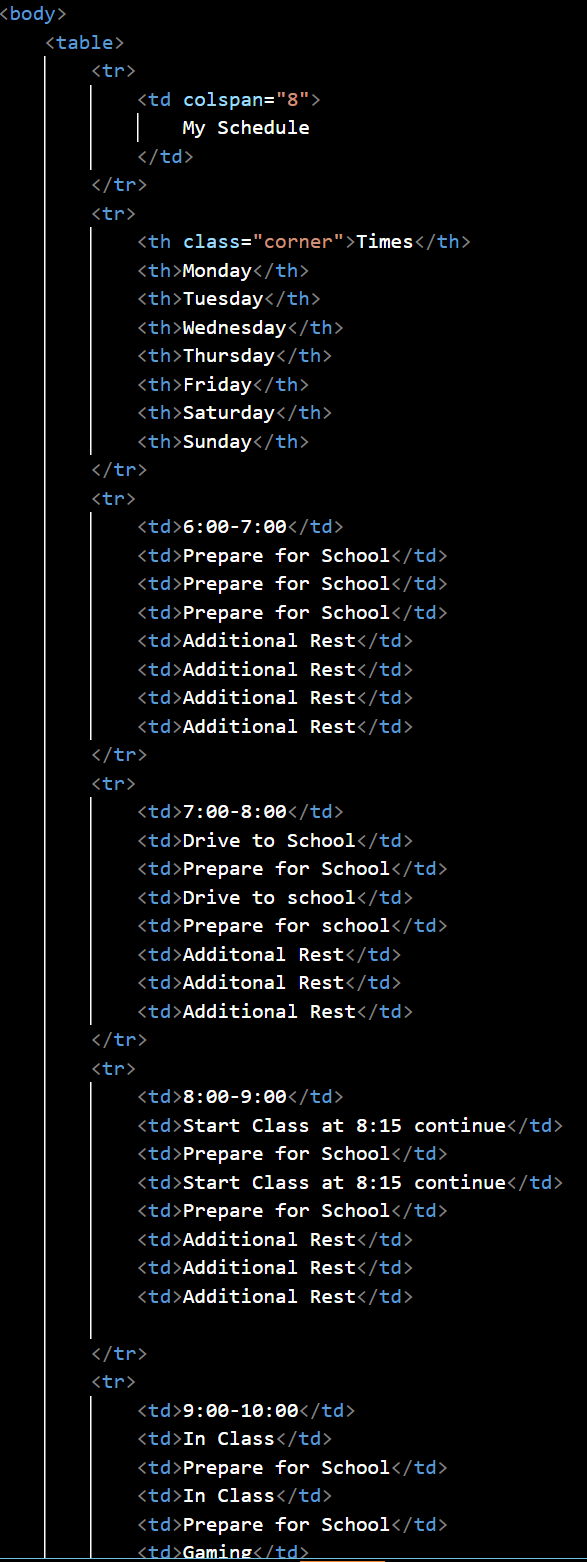 <body>
<table>
<tr>
<td colspan="8">
My Schedule
</td>
</tr>
<tr>
<th class="corner">Times</th>
<th>Monday</th>
<th>Tuesday</th>
<th>Wednesday</th>
<th>Thursday</th>
<th>Friday</th>
<th>Saturday</th>
<th>Sunday</th>
</tr>
<tr>
<td>6:00-7:00</td>
<td>Prepare for School</td>
<td>Prepare for School</td>
<td>Prepare for School</td>
<td>Additional Rest</td>
<td>Additional Rest</td>
<td>Additional Rest</td>
<td>Additional Rest</td>
</tr>
<tr>
<td>7:00-8:00</td>
<td>Drive to School</td>
<td>Prepare for School</td>
<td>Drive to school</td>
<td>Prepare for school</td>
<td>Additonal Rest</td>
<td>Additonal Rest</td>
<td>Additional Rest</td>
</tr>
<tr>
<td>8:00-9:00</td>
<td>Start Class at 8:15 continue</td>
<td>Prepare for School</td>
<td>Start Class at 8:15 continue</td>
<td>Prepare for School</td>
<td>Additional Rest</td>
<td>Additional Rest</td>
<td>Additional Rest</td>
</tr>
<tr>
<td>9:00-10:00</td>
<td>In Class</td>
<td>Prepare for School</td>
<td>In Class</td>
<td>Prepare for School</td>
<td>Gaming</td>